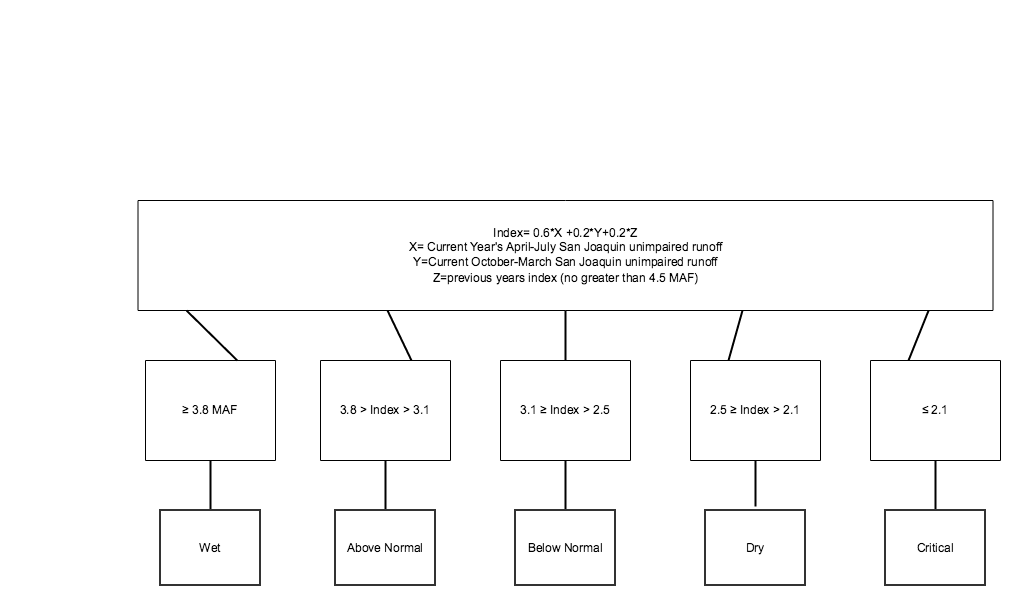 Index= 0.6*X +0.2*Y+0.2*Z
X= Current Year's April-July San Joaquin unimpaired runoff
Y=Current October-March San Joaquin unimpaired runoff
Z=previous years index (no greater than 4.5 MAF)
≥ 3.8 MAF
3.8 > Index > 3.1
3.1 ≥ Index > 2.5
2.5 ≥ Index > 2.1
≤ 2.1
Wet
Above Normal
Below Normal
Dry
Critical